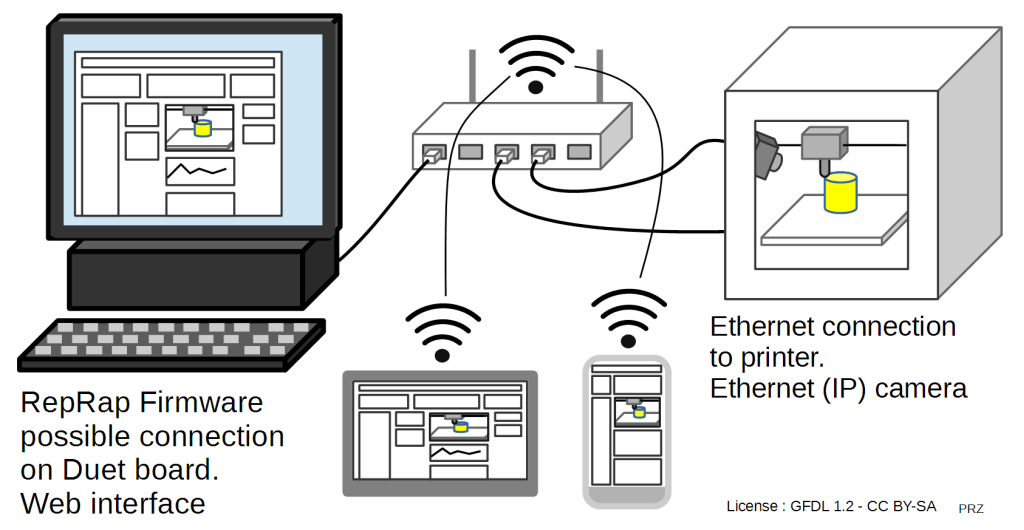 RepRap Firmware
possible connection
on Duet board.
Web interface
Ethernet connection
to printer.
Ethernet (IP) camera
License : GFDL 1.2 - CC BY-SA PRZ